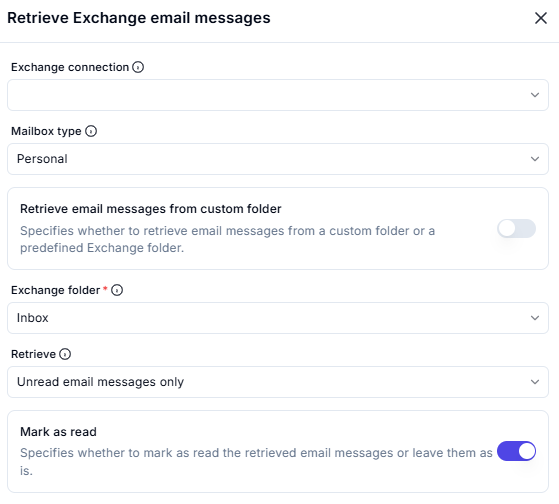 Retrieve Exchange email messages
Exchange connection
Mailbox type
Personal
Retrieve email messages from custom folder
Specifies whether to retrieve email messages from a custom folder or a
predefined Exchange folder.
Exchange folder *
Inbox
Retrieve
Unread email messages only
Mark as read
Specifies whether to mark as read the retrieved email messages or leave them as
is.